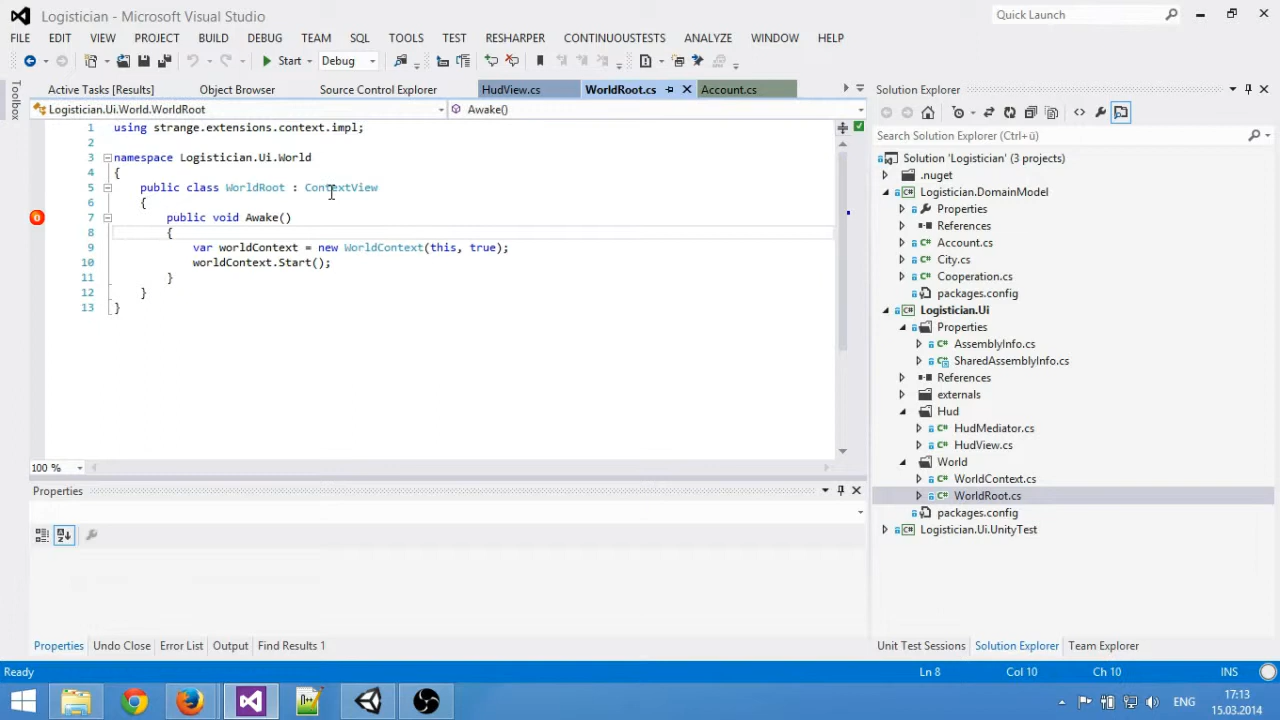 Logistician - Microsoft Visual Studio
Quick Launch
FILE EDIT VIEW PROJECT BUILD DEBUG TEAM SQL TOOLS TEST RESHARPER CONTINUOUSTESTS ANALYZE WINDOW HELP
Start Debug
Toolbox
Active Tasks [Results] Object Browser Source Control Explorer HudView.cs WorldRoot.cs Account.cs
Logistician.Ui.World.WorldRoot Awake()
1 using strange.extensions.context.impl;
2
3 namespace Logistician.Ui.World
4 {
5 public class WorldRoot : ContextView
6 {
7 public void Awake()
8 {
9 var worldContext = new WorldContext(this, true);
10 worldContext.Start();
11 }
12 }
13 }
100 %
Properties
Properties Undo Close Error List Output Find Results 1
Solution Explorer
Search Solution Explorer (Ctrl+ü)
Solution 'Logistician' (3 projects)
.nuget
Logistician.DomainModel
Properties
References
C# Account.cs
C# City.cs
C# Cooperation.cs
packages.config
C# Logistician.Ui
Properties
C# AssemblyInfo.cs
C# SharedAssemblyInfo.cs
References
externals
Hud
C# HudMediator.cs
C# HudView.cs
World
C# WorldContext.cs
C# WorldRoot.cs
packages.config
C# Logistician.Ui.UnityTest
Unit Test Sessions Solution Explorer Team Explorer
Ready Ln 8 Col 10 Ch 10 INS
ENG
17:13
15.03.2014